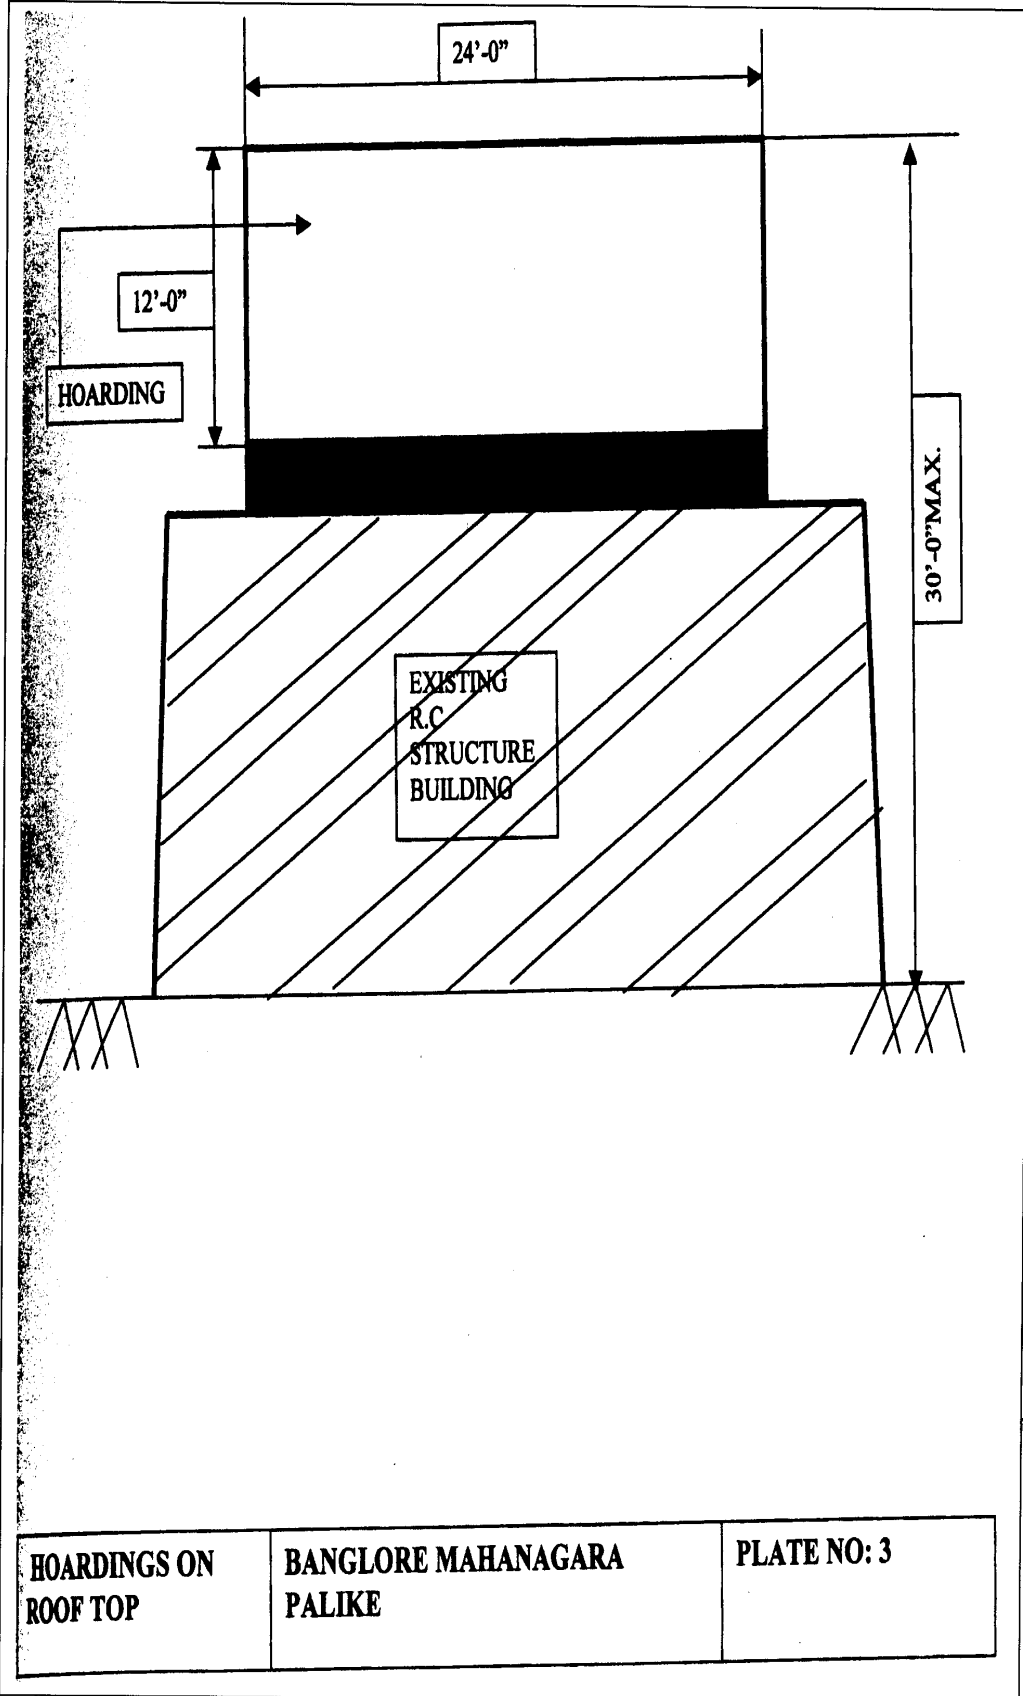 24'-0”
12'-0”
HOARDING
30'-0”MAX.
EXISTING
R.C
STRUCTURE
BUILDING
HOARDINGS ON
ROOF TOP
BANGLORE MAHANAGARA
PALIKE
PLATE NO: 3